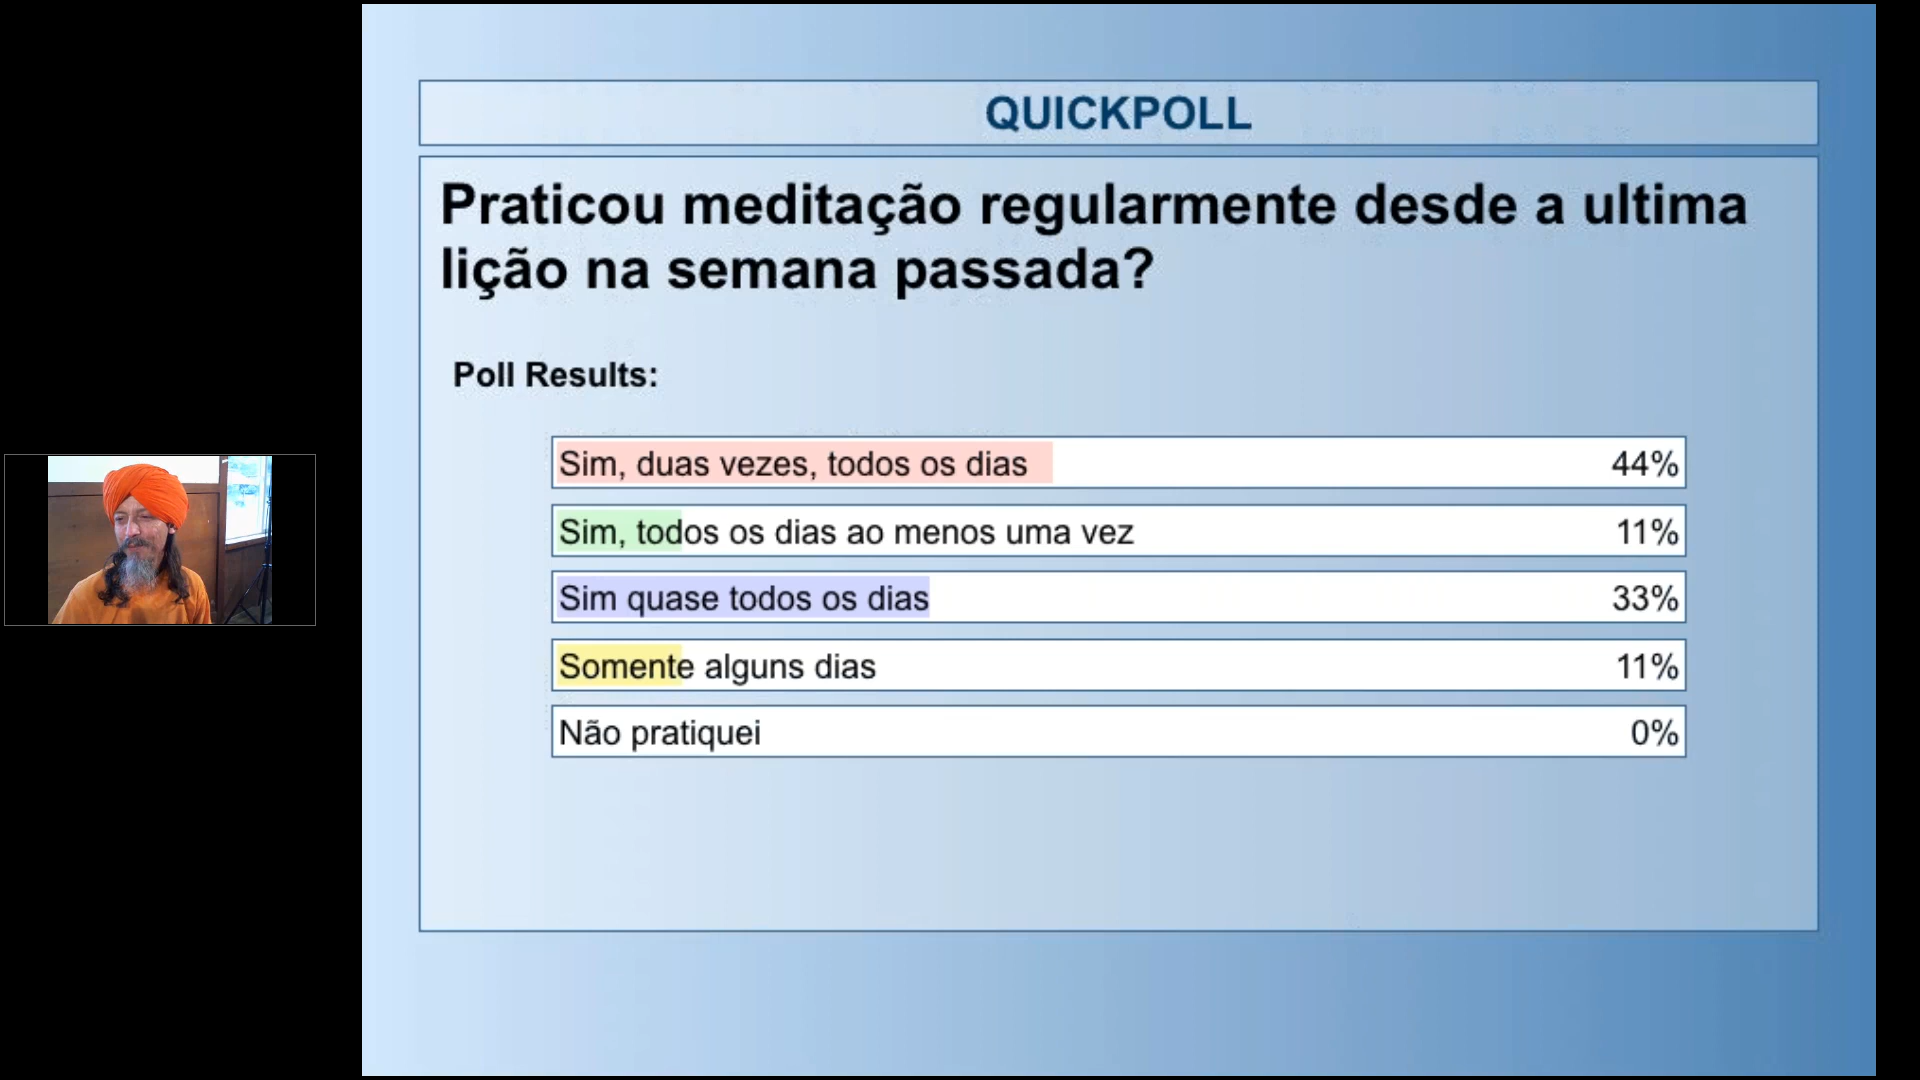 QUICKPOLL
Praticou meditação regularmente desde a ultima
lição na semana passada?
Poll Results:
Sim, duas vezes, todos os dias 44%
Sim, todos os dias ao menos uma vez 11%
Sim quase todos os dias 33%
Somente alguns dias 11%
Não pratiquei 0%